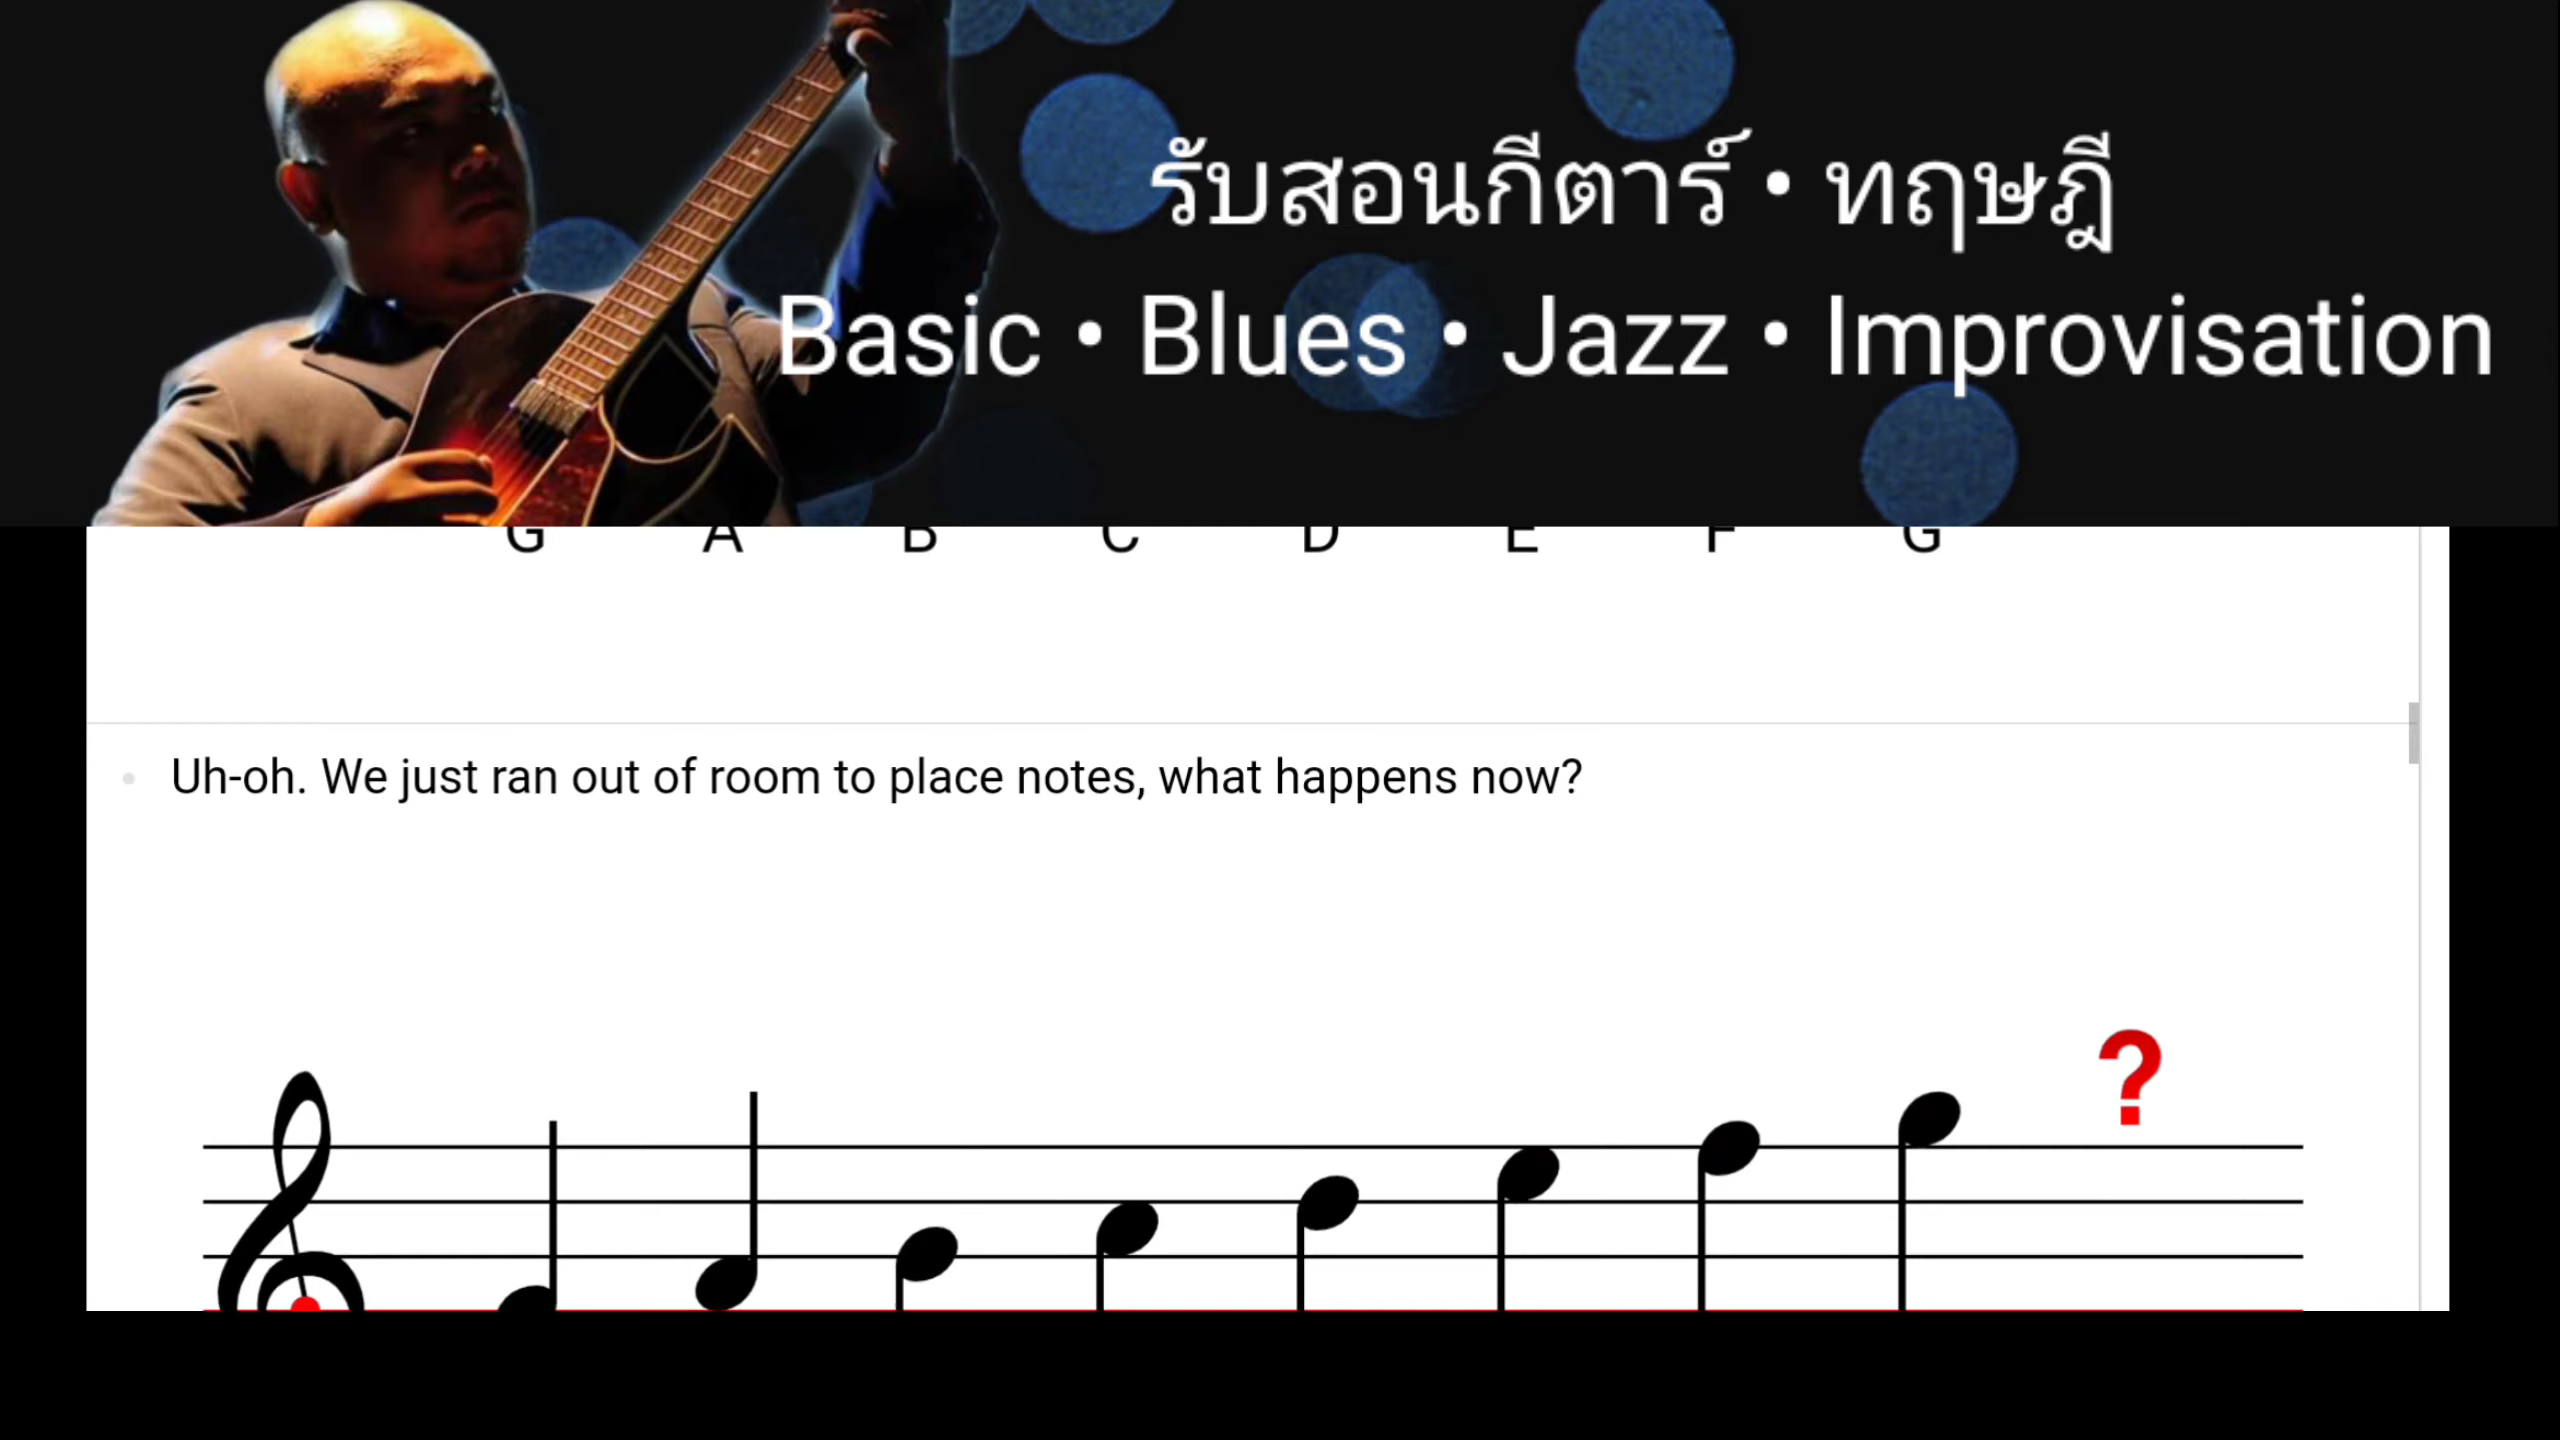 รับสอนกีตาร์ • ทฤษฎี
Basic • Blues • Jazz • Improvisation
G A B C D E F G
Uh-oh. We just ran out of room to place notes, what happens now?
?